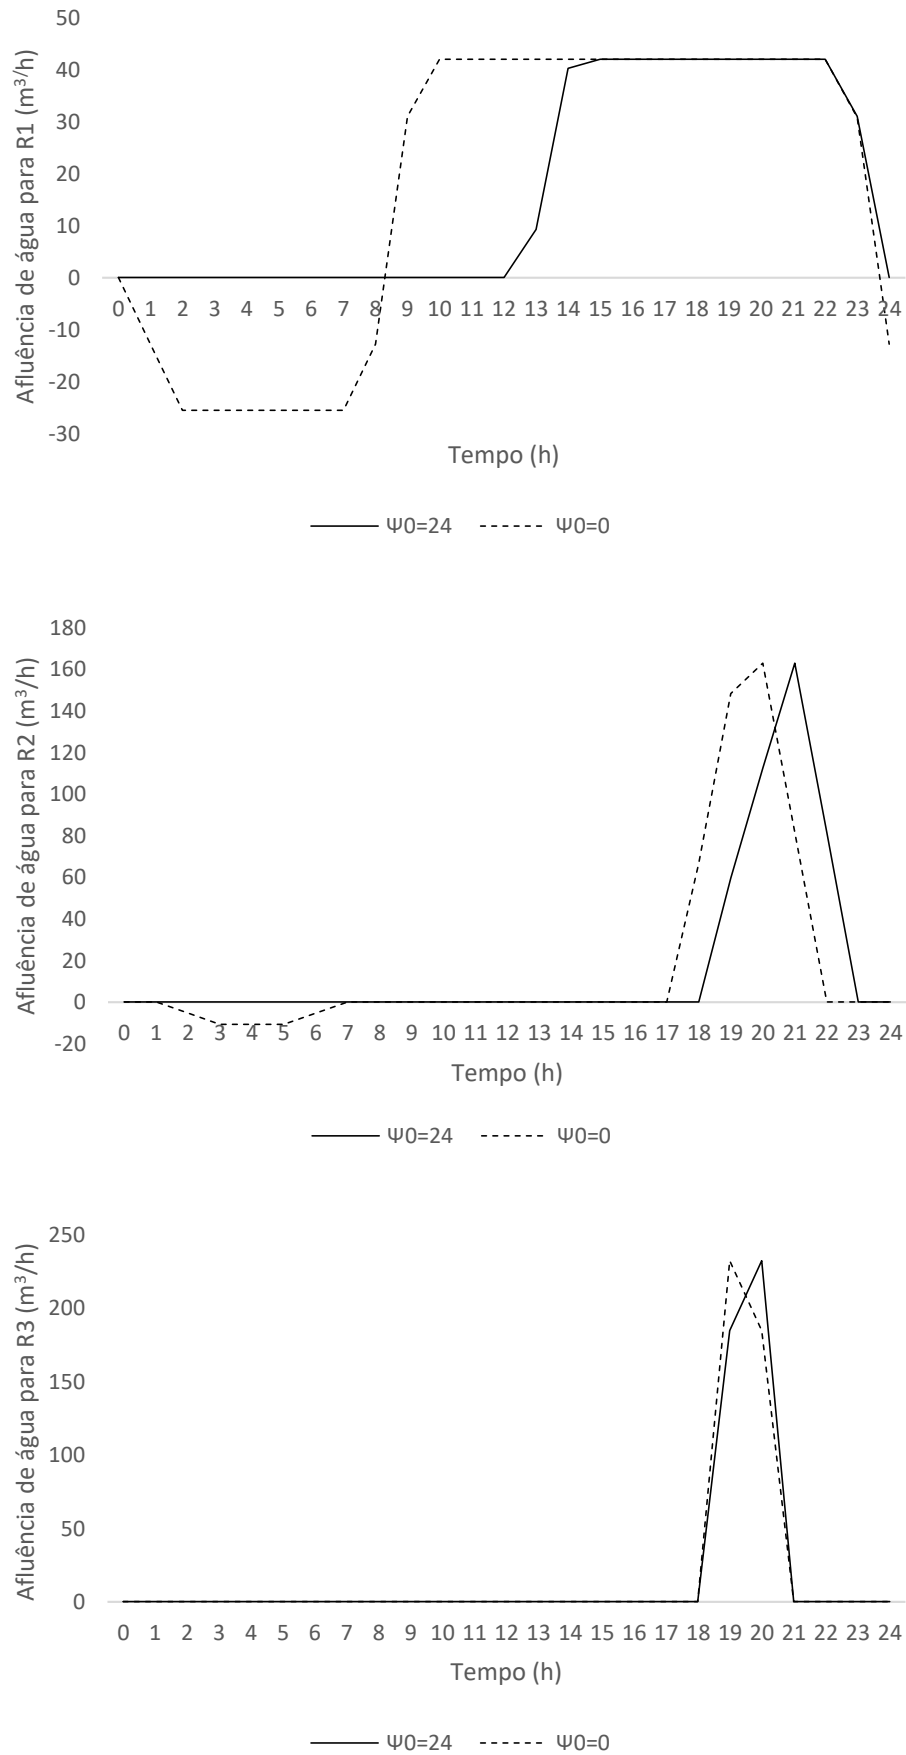 Afluência de água para R1 (m³/h)
50
40
30
20
10
0
-10
-20
-30
0 1 2 3 4 5 6 7 8 9 10 11 12 13 14 15 16 17 18 19 20 21 22 23 24
Tempo (h)
Ψ0=24 Ψ0=0
Afluência de água para R2 (m³/h)
180
160
140
120
100
80
60
40
20
0
-20
0 1 2 3 4 5 6 7 8 9 10 11 12 13 14 15 16 17 18 19 20 21 22 23 24
Tempo (h)
Ψ0=24 Ψ0=0
Afluência de água para R3 (m³/h)
250
200
150
100
50
0
0 1 2 3 4 5 6 7 8 9 10 11 12 13 14 15 16 17 18 19 20 21 22 23 24
Tempo (h)
Ψ0=24 Ψ0=0